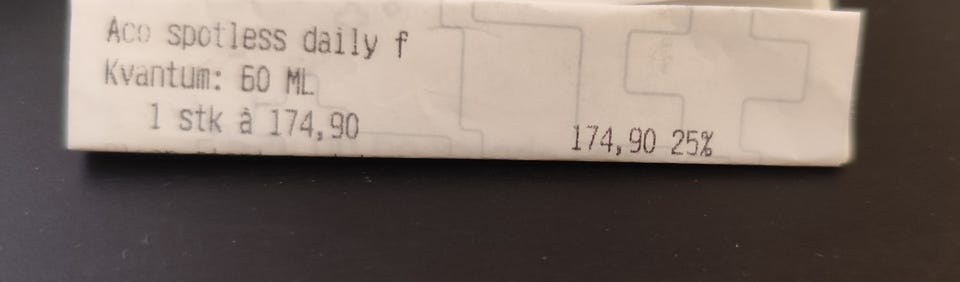 Aco spotless daily f
Kvantum: 60 ML
1 stk à 174,90 174,90 25%